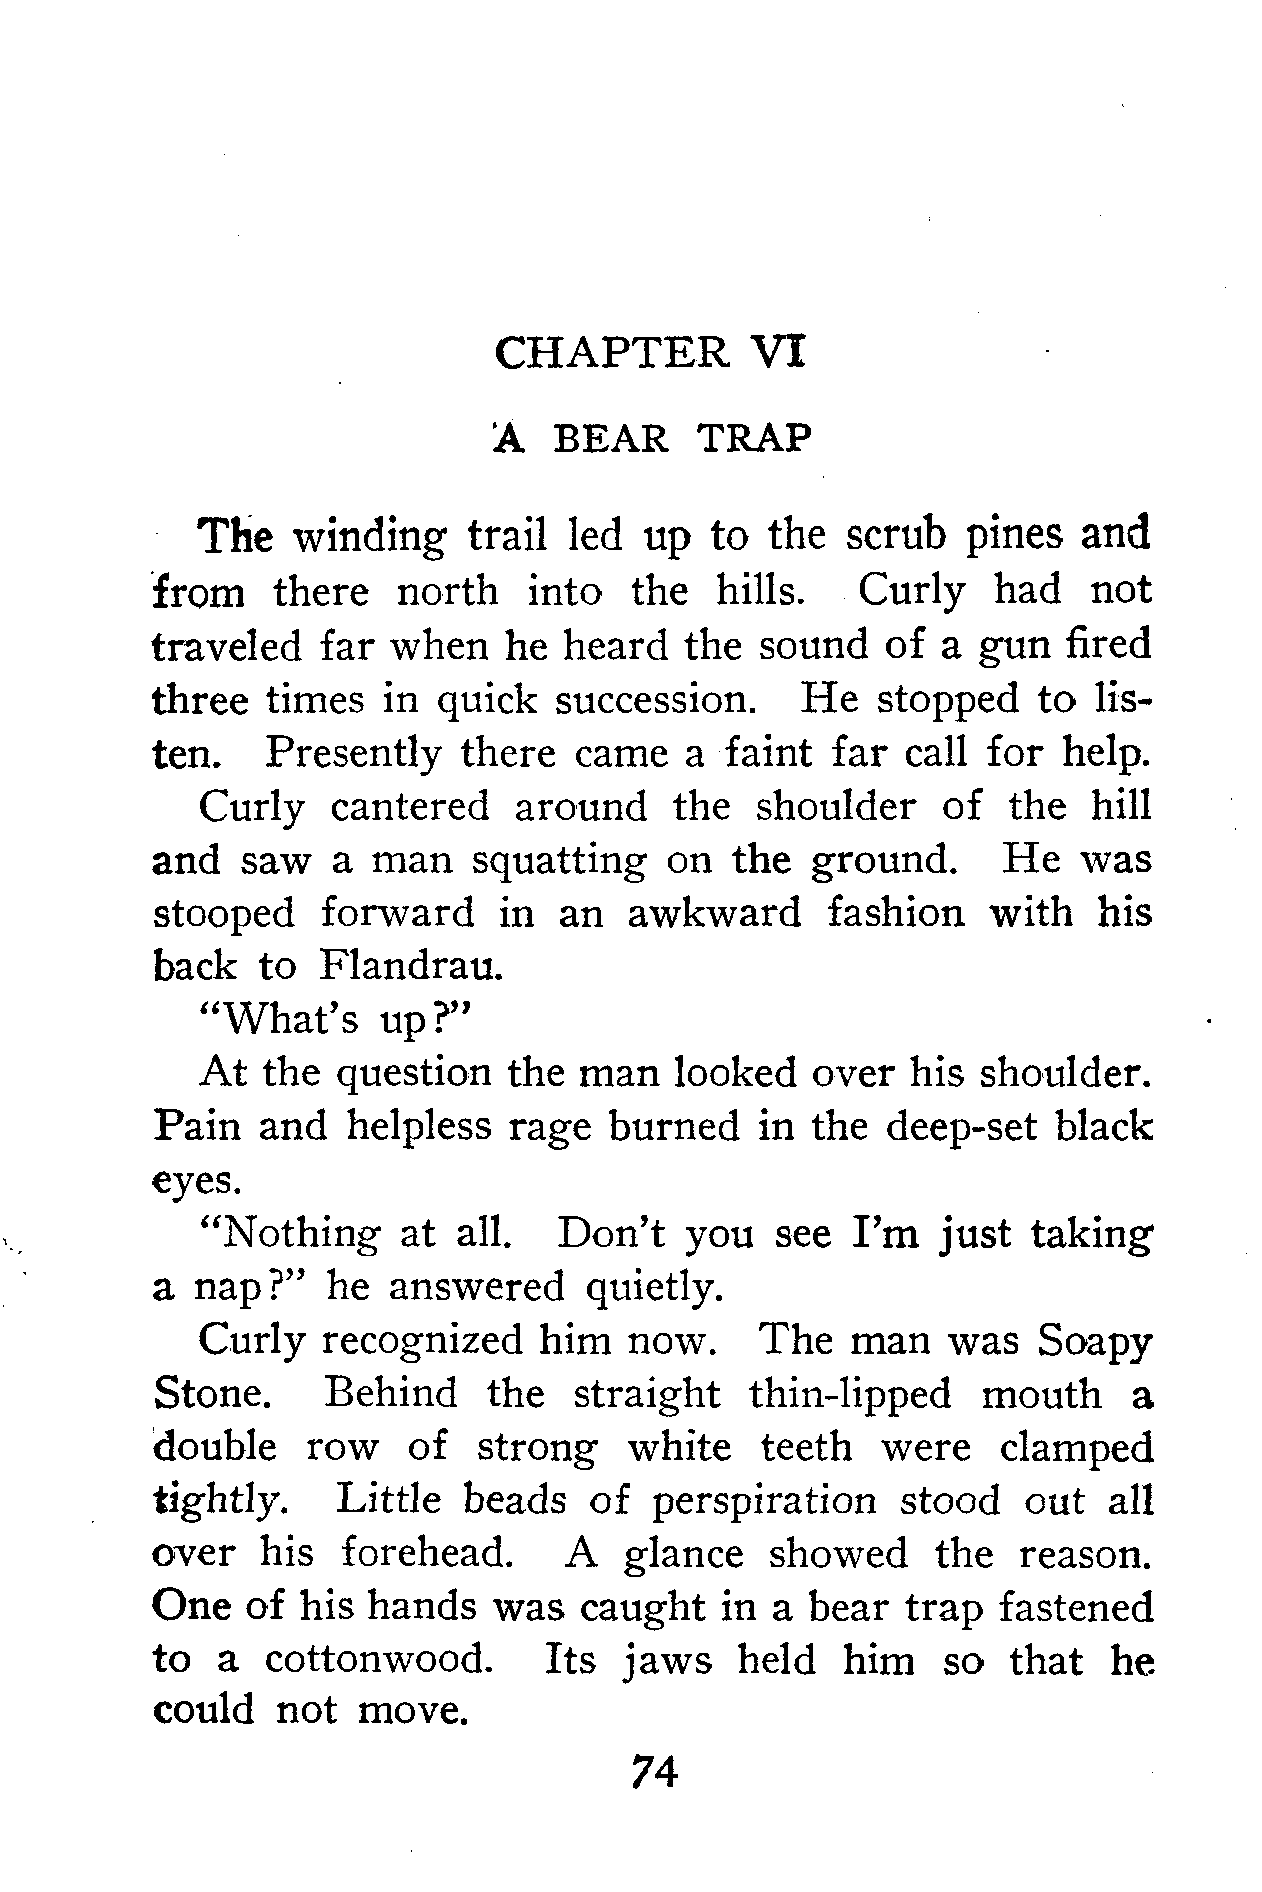 CHAPTER VI
A BEAR TRAP
The winding trail led up to the scrub pines and
from there north into the hills. Curly had not
traveled far when he heard the sound of a gun fired
three times in quick succession. He stopped to lis-
ten. Presently there came a faint far call for help.
Curly cantered around the shoulder of the hill
and saw a man squatting on the ground. He was
stooped forward in an awkward fashion with his
back to Flandrau.
“What's up?”
At the question the man looked over his shoulder.
Pain and helpless rage burned in the deep-set black
eyes.
“Nothing at all. Don't you see I'm just taking
a nap?” he answered quietly.
Curly recognized him now. The man was Soapy
Stone. Behind the straight thin-lipped mouth a
double row of strong white teeth were clamped
tightly. Little beads of perspiration stood out all
over his forehead. A glance showed the reason.
One of his hands was caught in a bear trap fastened
to a cottonwood. Its jaws held him so that he
could not move.
74